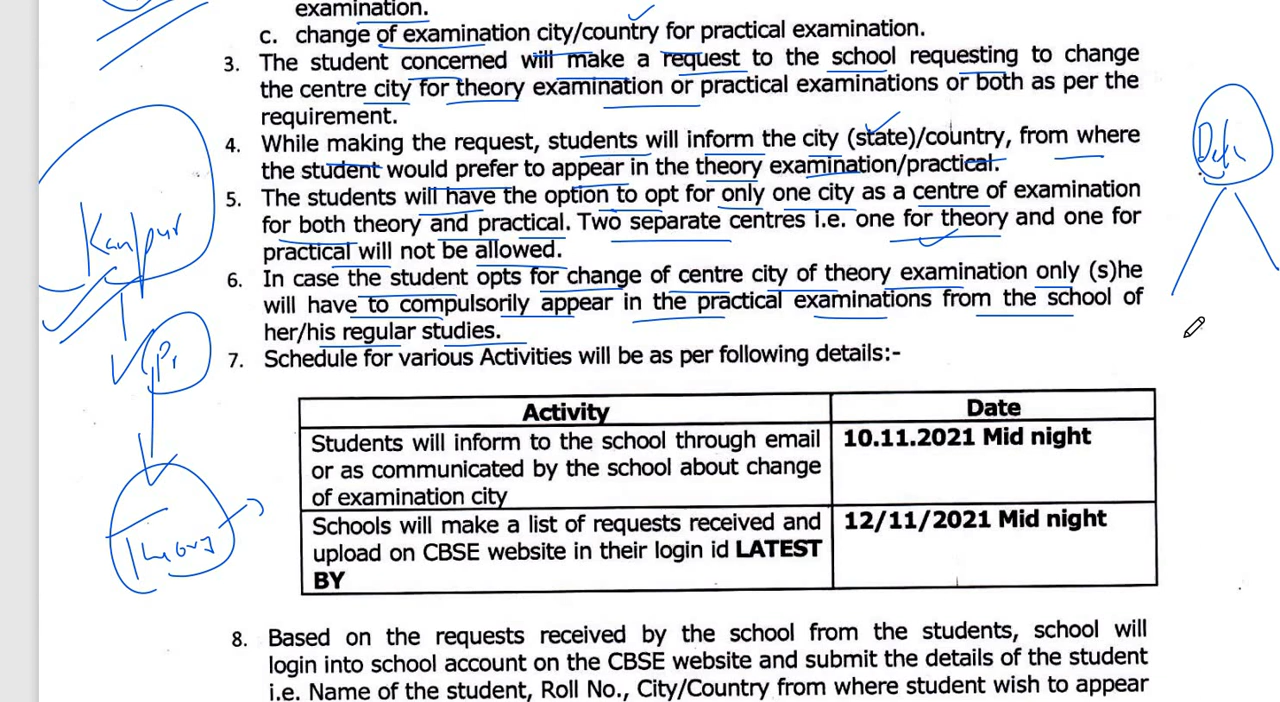 examination.
c. change of examination city/country for practical examination.
3. The student concerned will make a request to the school requesting to change
the centre city for theory examination or practical examinations or both as per the
requirement.
4. While making the request, students will inform the city (state)/country, from where
the student would prefer to appear in the theory examination/practical.
5. The students will have the option to opt for only one city as a centre of examination
for both theory and practical. Two separate centres i.e. one for theory and one for
practical will not be allowed.
6. In case the student opts for change of centre city of theory examination only (s)he
will have to compulsorily appear in the practical examinations from the school of
her/his regular studies.
7. Schedule for various Activities will be as per following details:-
Activity Date
Students will inform to the school through email 10.11.2021 Mid night
or as communicated by the school about change
of examination city
Schools will make a list of requests received and 12/11/2021 Mid night
upload on CBSE website in their login id LATEST
BY
8. Based on the requests received by the school from the students, school will
login into school account on the CBSE website and submit the details of the student
i.e. Name of the student, Roll No., City/Country from where student wish to appear
Kanpur
Pr
Theory